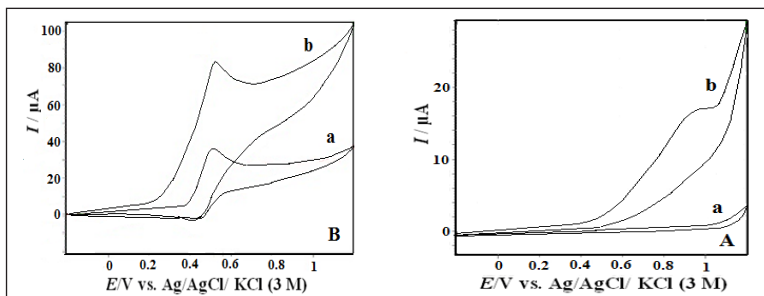 100
80
60
40
20
0
I / µA
b
a
B
0 0.2 0.4 0.6 0.8 1
E/V vs. Ag/AgCl/ KCl (3 M)
20
10
0
I / µA
b
a
A
0 0.2 0.4 0.6 0.8 1
E/V vs. Ag/AgCl/ KCl (3 M)